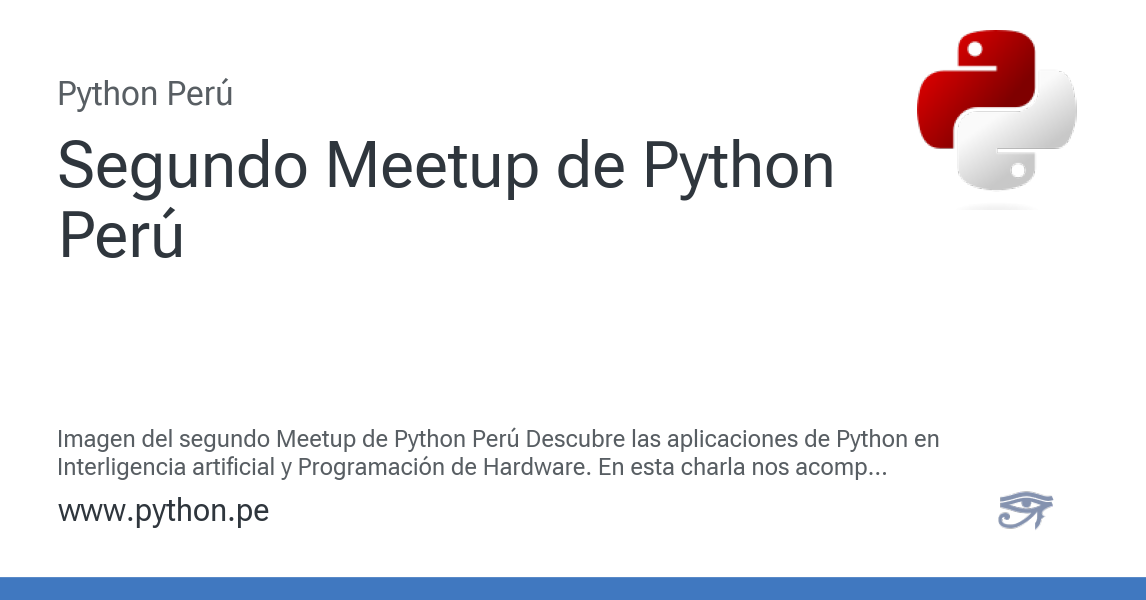 Python Perú
Segundo Meetup de Python
Perú
Imagen del segundo Meetup de Python Perú Descubre las aplicaciones de Python en
Interligencia artificial y Programación de Hardware. En esta charla nos acomp...
www.python.pe